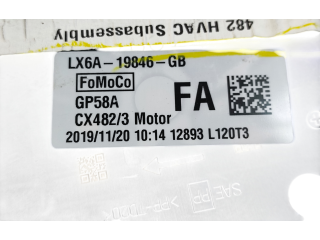 482 HVAC Subassembly
LX6A-19846-GB
FoMoCo
GP58A
FA
CX482/3 Motor
2019/11/20 10:14 12893 L120T3